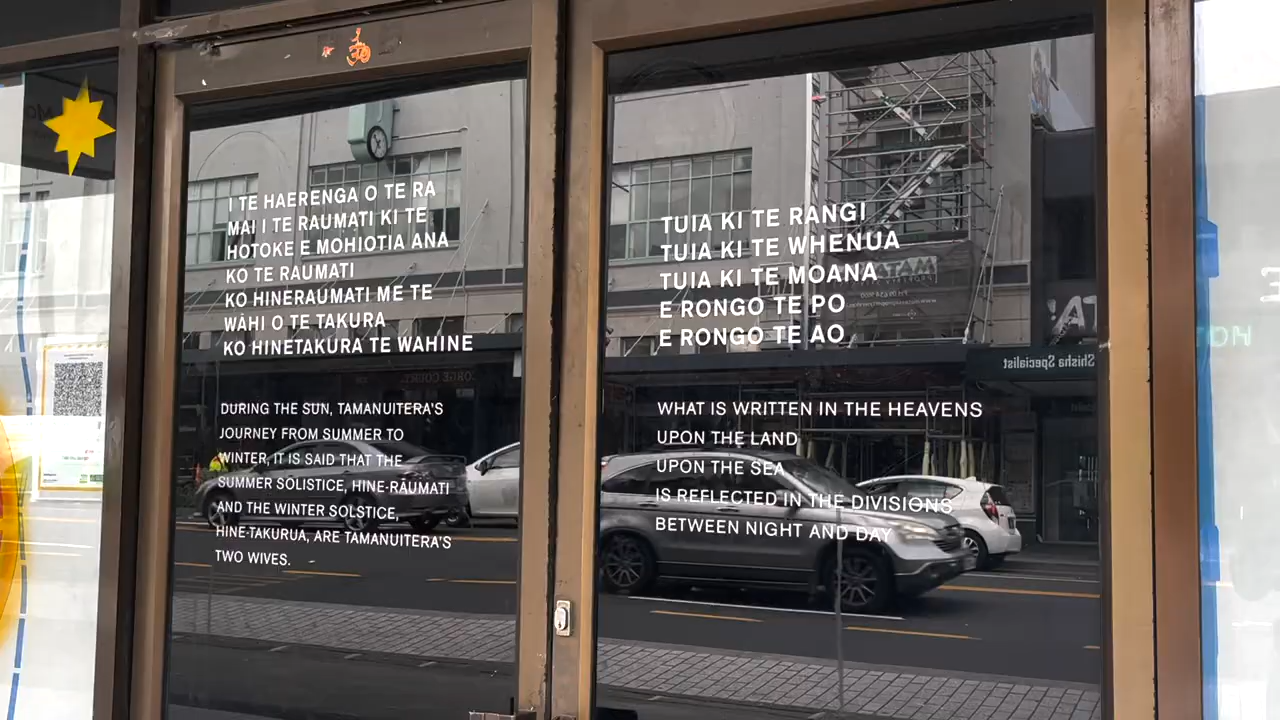 I TE HAERENGA O TE RA
MAI I TE RAUMATI KI TE
HOTOKE E MOHIOTIA ANA
KO TE RAUMATI
KO HINERAUMATI ME TE
WĀHI O TE TAKURA
KO HINETAKURA TE WAHINE
DURING THE SUN, TAMANUITERA'S
JOURNEY FROM SUMMER TO
WINTER, IT IS SAID THAT THE
SUMMER SOLISTICE, HINE-RĀUMATI
AND THE WINTER SOLSTICE,
HINE-TAKURUA, ARE TAMANUITERA'S
TWO WIVES.
TUIA KI TE RANGI
TUIA KI TE WHENUA
TUIA KI TE MOANA
E RONGO TE PO
E RONGO TE AO
WHAT IS WRITTEN IN THE HEAVENS
UPON THE LAND
UPON THE SEA
IS REFLECTED IN THE DIVISIONS
BETWEEN NIGHT AND DAY
Shisha Specialist